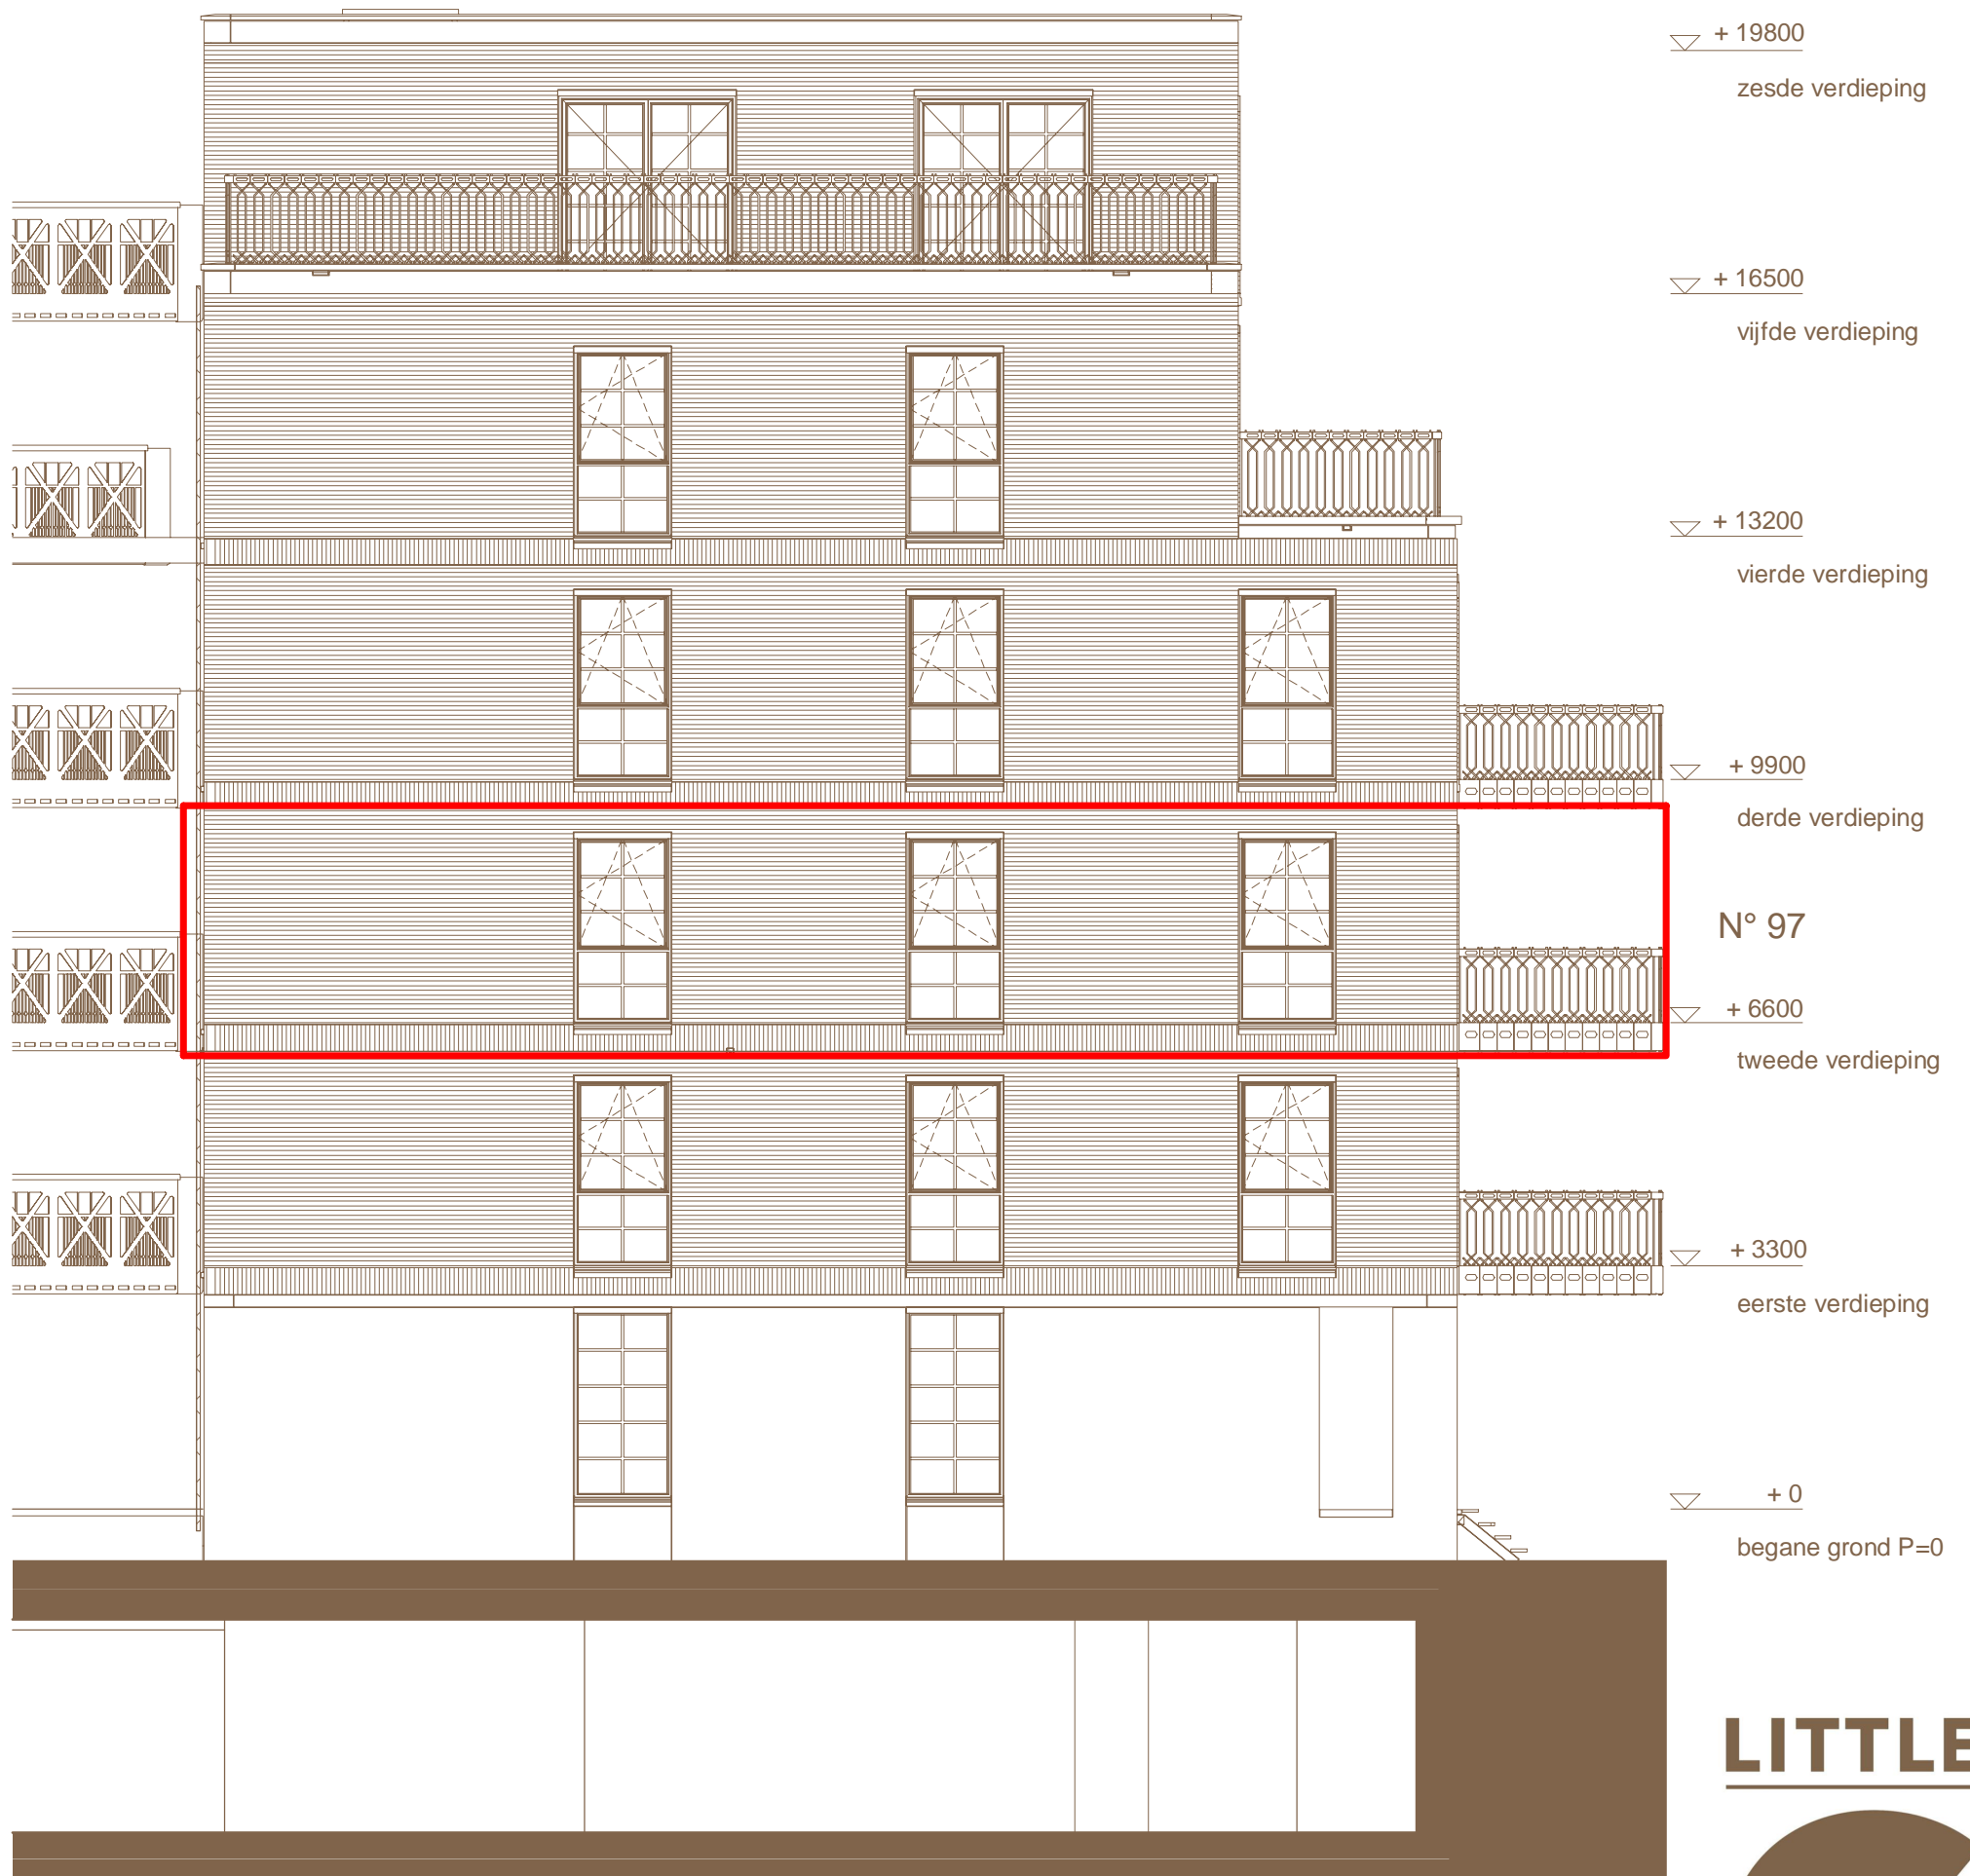 + 19800
zesde verdieping
+ 16500
vijfde verdieping
+ 13200
vierde verdieping
+ 9900
derde verdieping
N° 97
+ 6600
tweede verdieping
+ 3300
eerste verdieping
+ 0
begane grond P=0
LITTLE